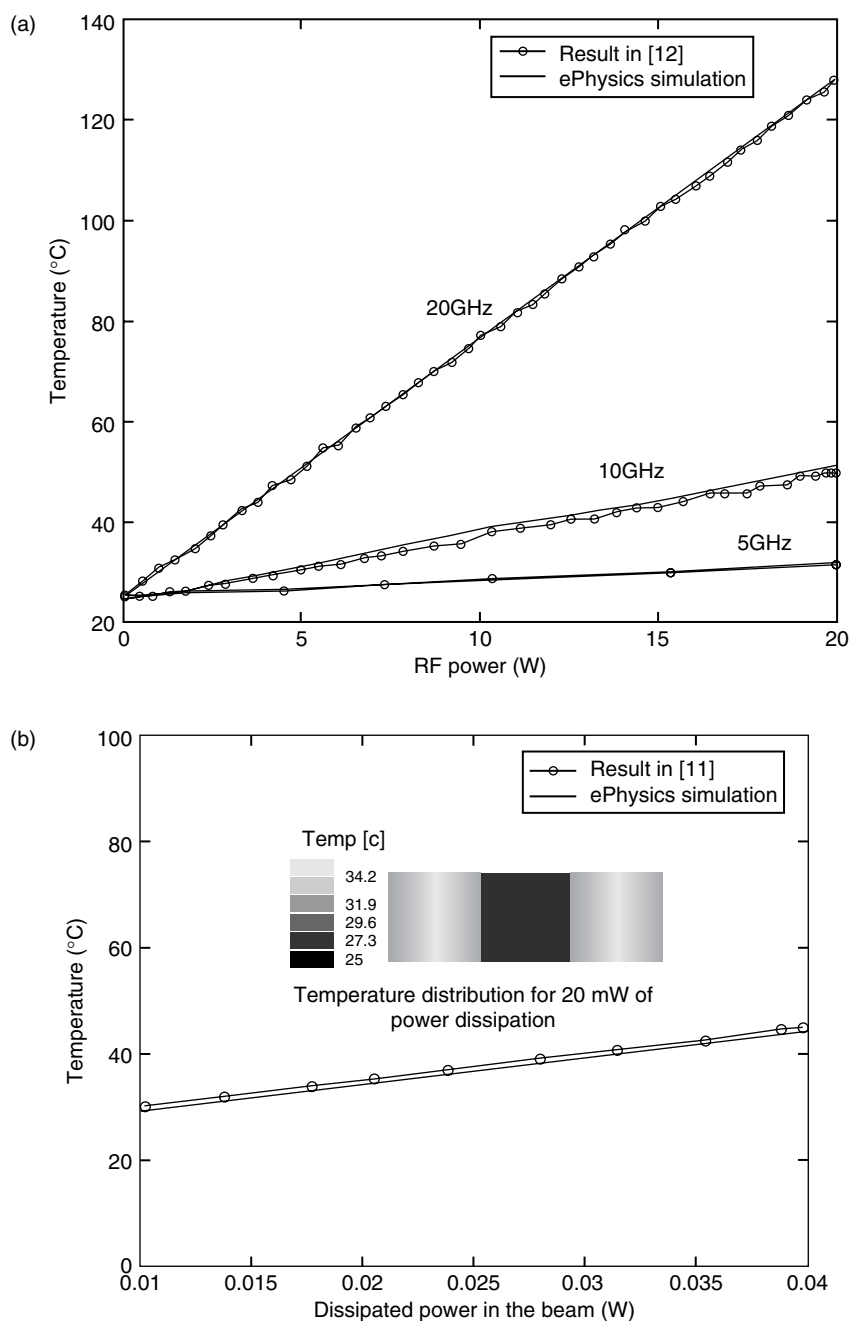 (a)
140
120
100
80
60
40
20
Temperature (°C)
Result in [12]
ePhysics simulation
20GHz
10GHz
5GHz
0
5
10
15
20
RF power (W)
(b)
100
80
60
40
20
0
Temperature (°C)
Result in [11]
ePhysics simulation
Temp [c]
34.2
31.9
29.6
27.3
25
Temperature distribution for 20 mW of
power dissipation
0.01
0.015
0.02
0.025
0.03
0.035
0.04
Dissipated power in the beam (W)